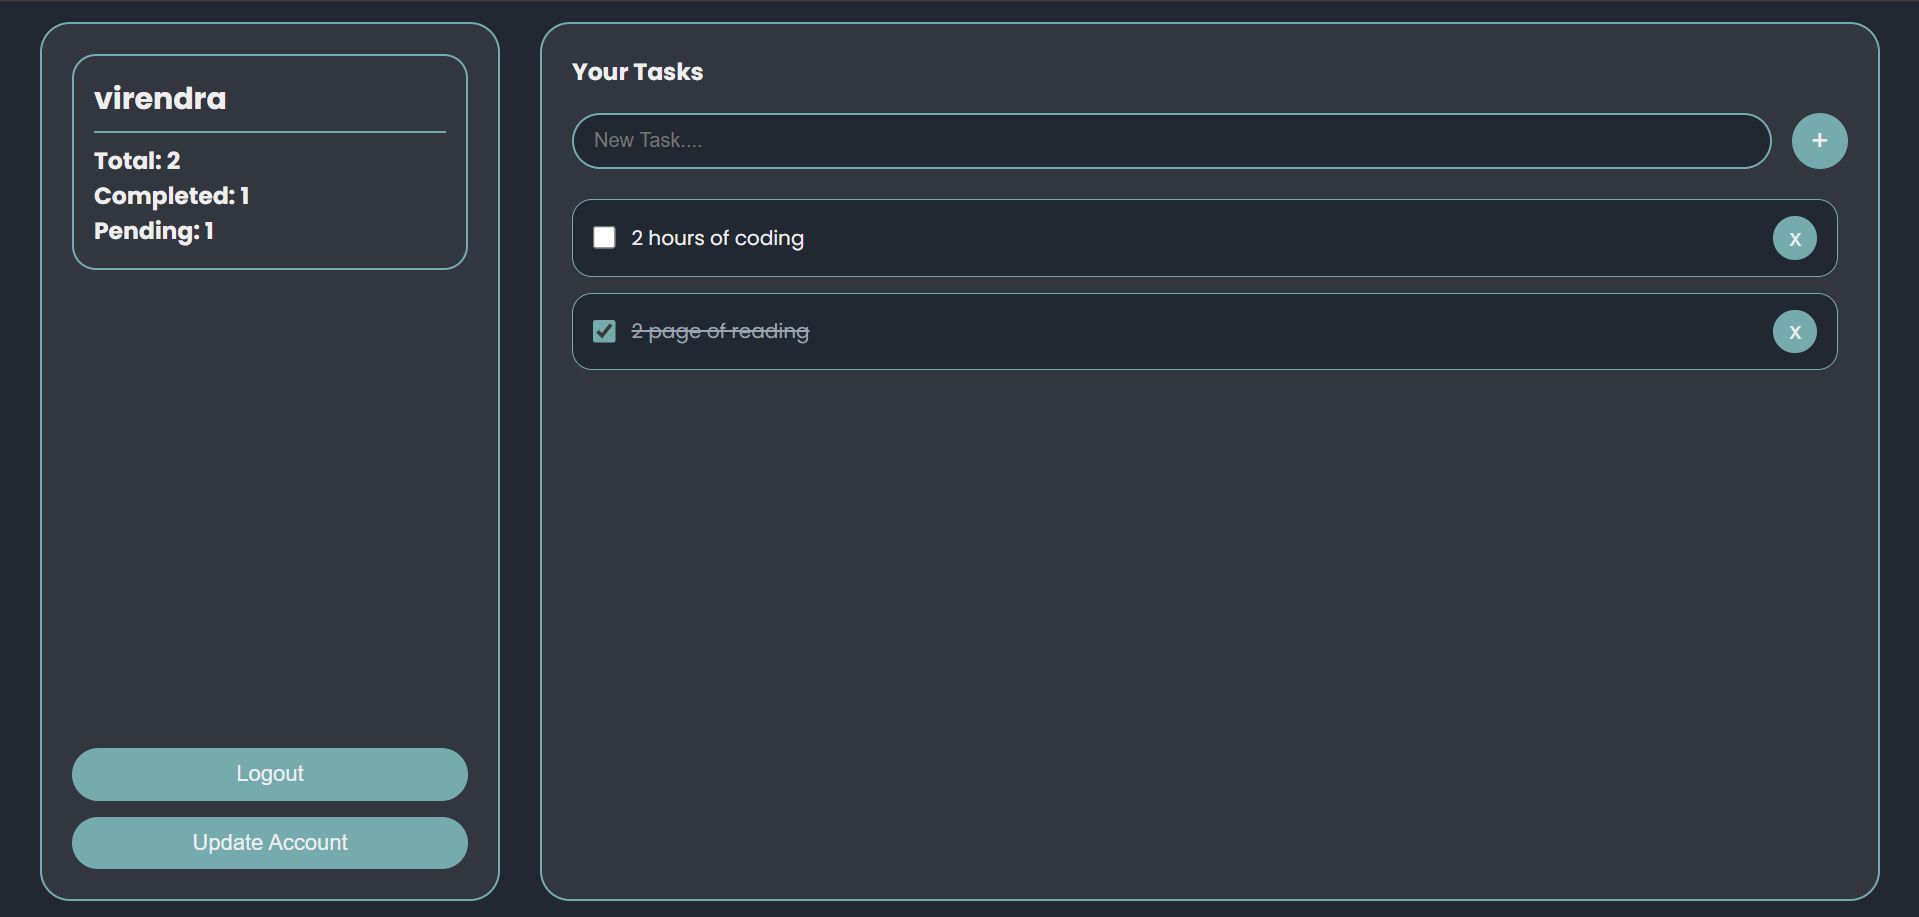 virendra
Total: 2
Completed: 1
Pending: 1
Logout
Update Account
Your Tasks
New Task....
+
2 hours of coding
x
2 page of reading
x